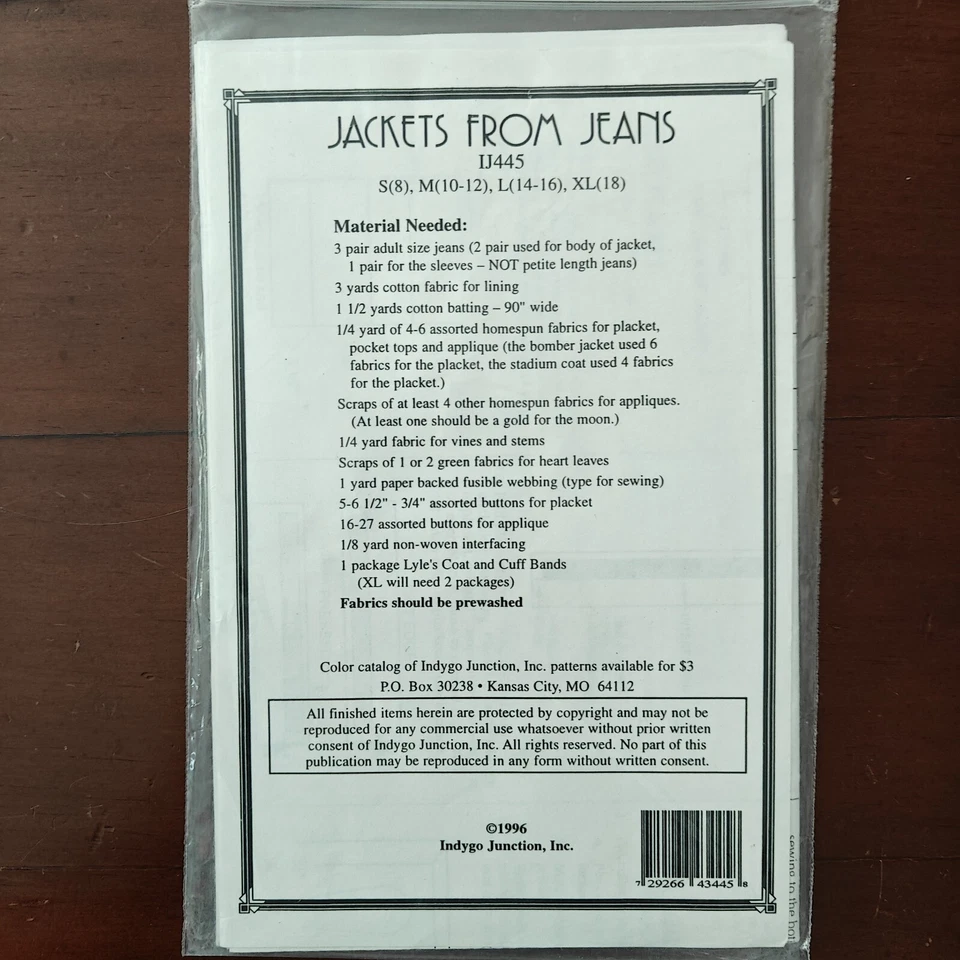 JACKETS FROM JEANS
IJ445
S(8), M(10-12), L(14-16), XL(18)
Material Needed:
3 pair adult size jeans (2 pair used for body of jacket,
1 pair for the sleeves – NOT petite length jeans)
3 yards cotton fabric for lining
1 1/2 yards cotton batting – 90" wide
1/4 yard of 4-6 assorted homespun fabrics for placket,
pocket tops and applique (the bomber jacket used 6
fabrics for the placket, the stadium coat used 4 fabrics
for the placket.)
Scraps of at least 4 other homespun fabrics for appliques.
(At least one should be a gold for the moon.)
1/4 yard fabric for vines and stems
Scraps of 1 or 2 green fabrics for heart leaves
1 yard paper backed fusible webbing (type for sewing)
5-6 1/2" - 3/4" assorted buttons for placket
16-27 assorted buttons for applique
1/8 yard non-woven interfacing
1 package Lyle's Coat and Cuff Bands
(XL will need 2 packages)
Fabrics should be prewashed
Color catalog of Indygo Junction, Inc. patterns available for $3
P.O. Box 30238 • Kansas City, MO 64112
All finished items herein are protected by copyright and may not be
reproduced for any commercial use whatsoever without prior written
consent of Indygo Junction, Inc. All rights reserved. No part of this
publication may be reproduced in any form without written consent.
©1996
Indygo Junction, Inc.
7 29266 43445 8
sewing to the bot